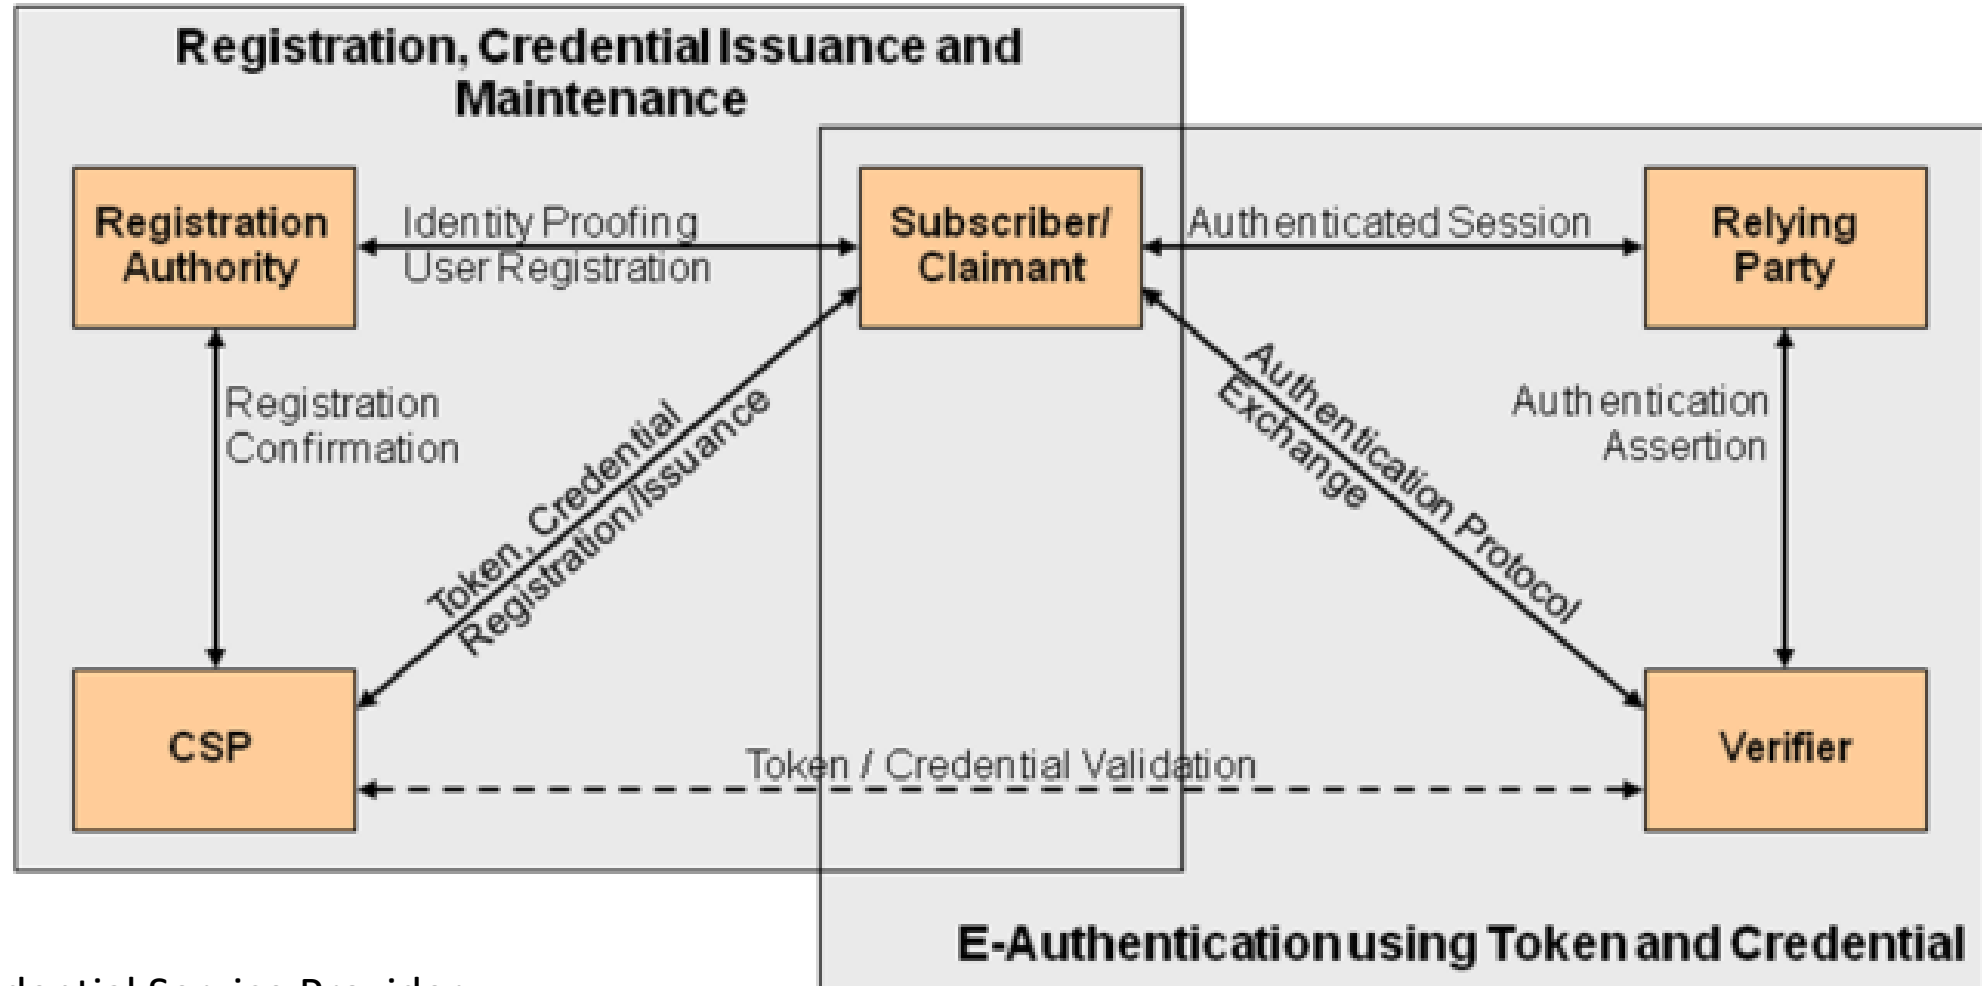 Registration, Credential Issuance and
Maintenance
Registration
Authority
Identity Proofing
User Registration
Subscriber/
Claimant
Authenticated Session
Relying
Party
Registration
Confirmation
Token, Credential
Registration/Issuance
Authentication Protocol
Exchange
Authentication
Assertion
CSP
Token / Credential Validation
Verifier
E-Authentication using Token and Credential
Service Provider